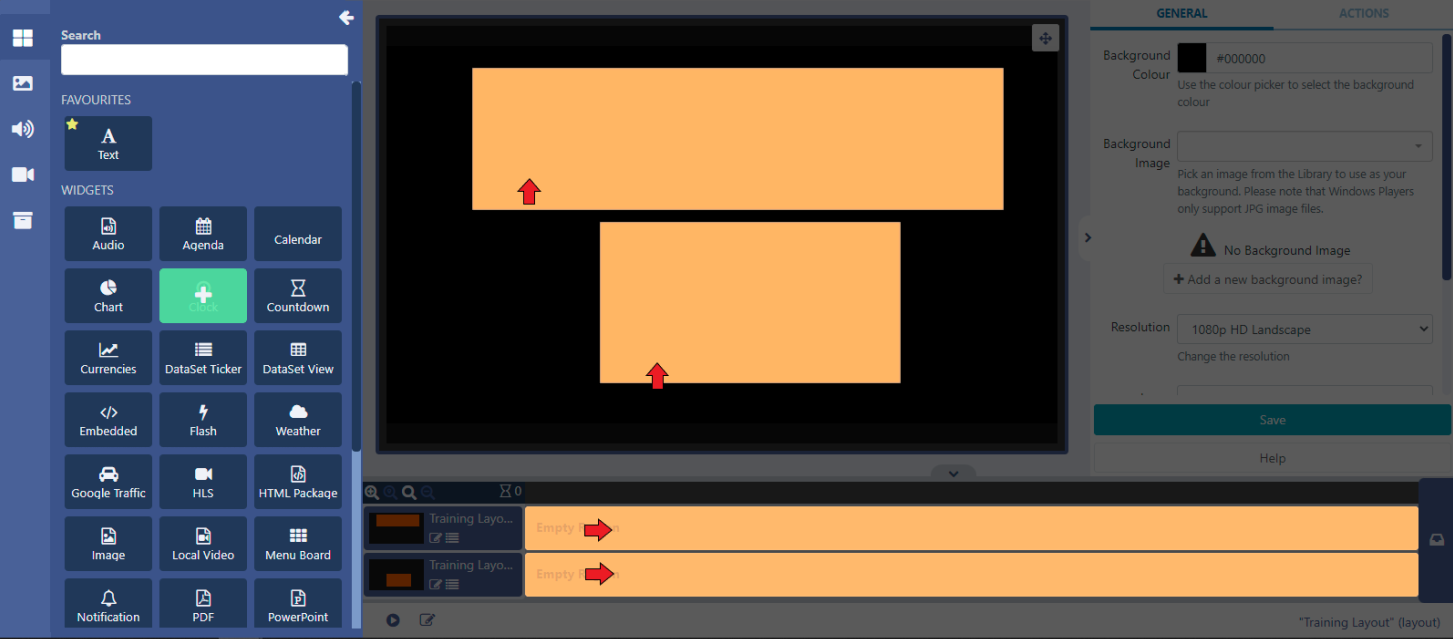 Search
FAVOURITES
Text
WIDGETS
Audio
Agenda
Calendar
Chart
Clock
Countdown
Currencies
DataSet Ticker
DataSet View
Embedded
Flash
Weather
Google Traffic
HLS
HTML Package
Image
Local Video
Menu Board
Notification
PDF
PowerPoint
0
Training Layo...
Empty
Training Layo...
Empty
"Training Layout" (layout)
GENERAL
ACTIONS
Background
Colour
#000000
Use the colour picker to select the background
colour
Background
Image
Pick an image from the Library to use as your
background. Please note that Windows Players
only support JPG image files.
No Background Image
Add a new background image?
Resolution
1080p HD Landscape
Change the resolution
Save
Help